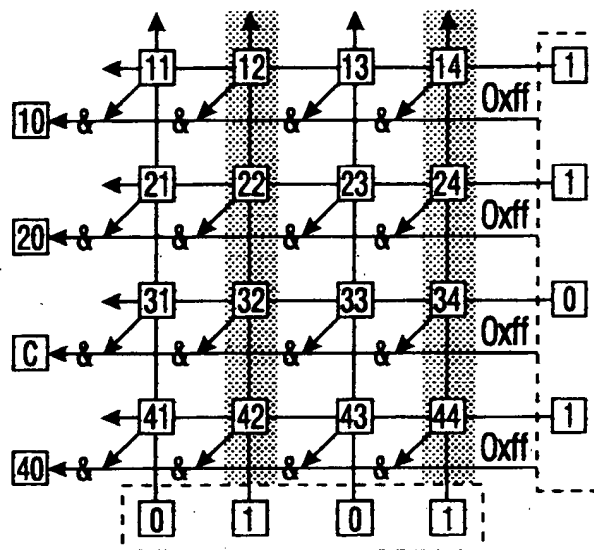 11 12 13 14 1
0xff
10 & & & &
21 22 23 24 1
0xff
20 & & & &
31 32 33 34 0
0xff
C & & & &
41 42 43 44 1
0xff
40 & & & &
0 1 0 1